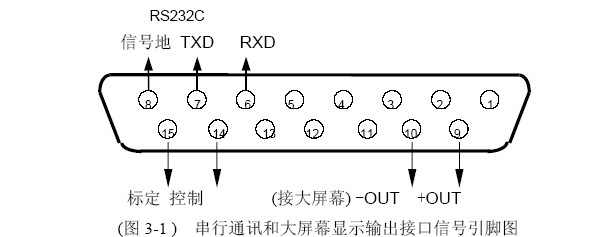 RS232C
信号地 TXD RXD
8 7 6 5 4 3 2 1
15 14 13 12 11 10 9
标定 控制 (接大屏幕) -OUT +OUT
(图 3-1) 串行通讯和大屏幕显示输出接口信号引脚图